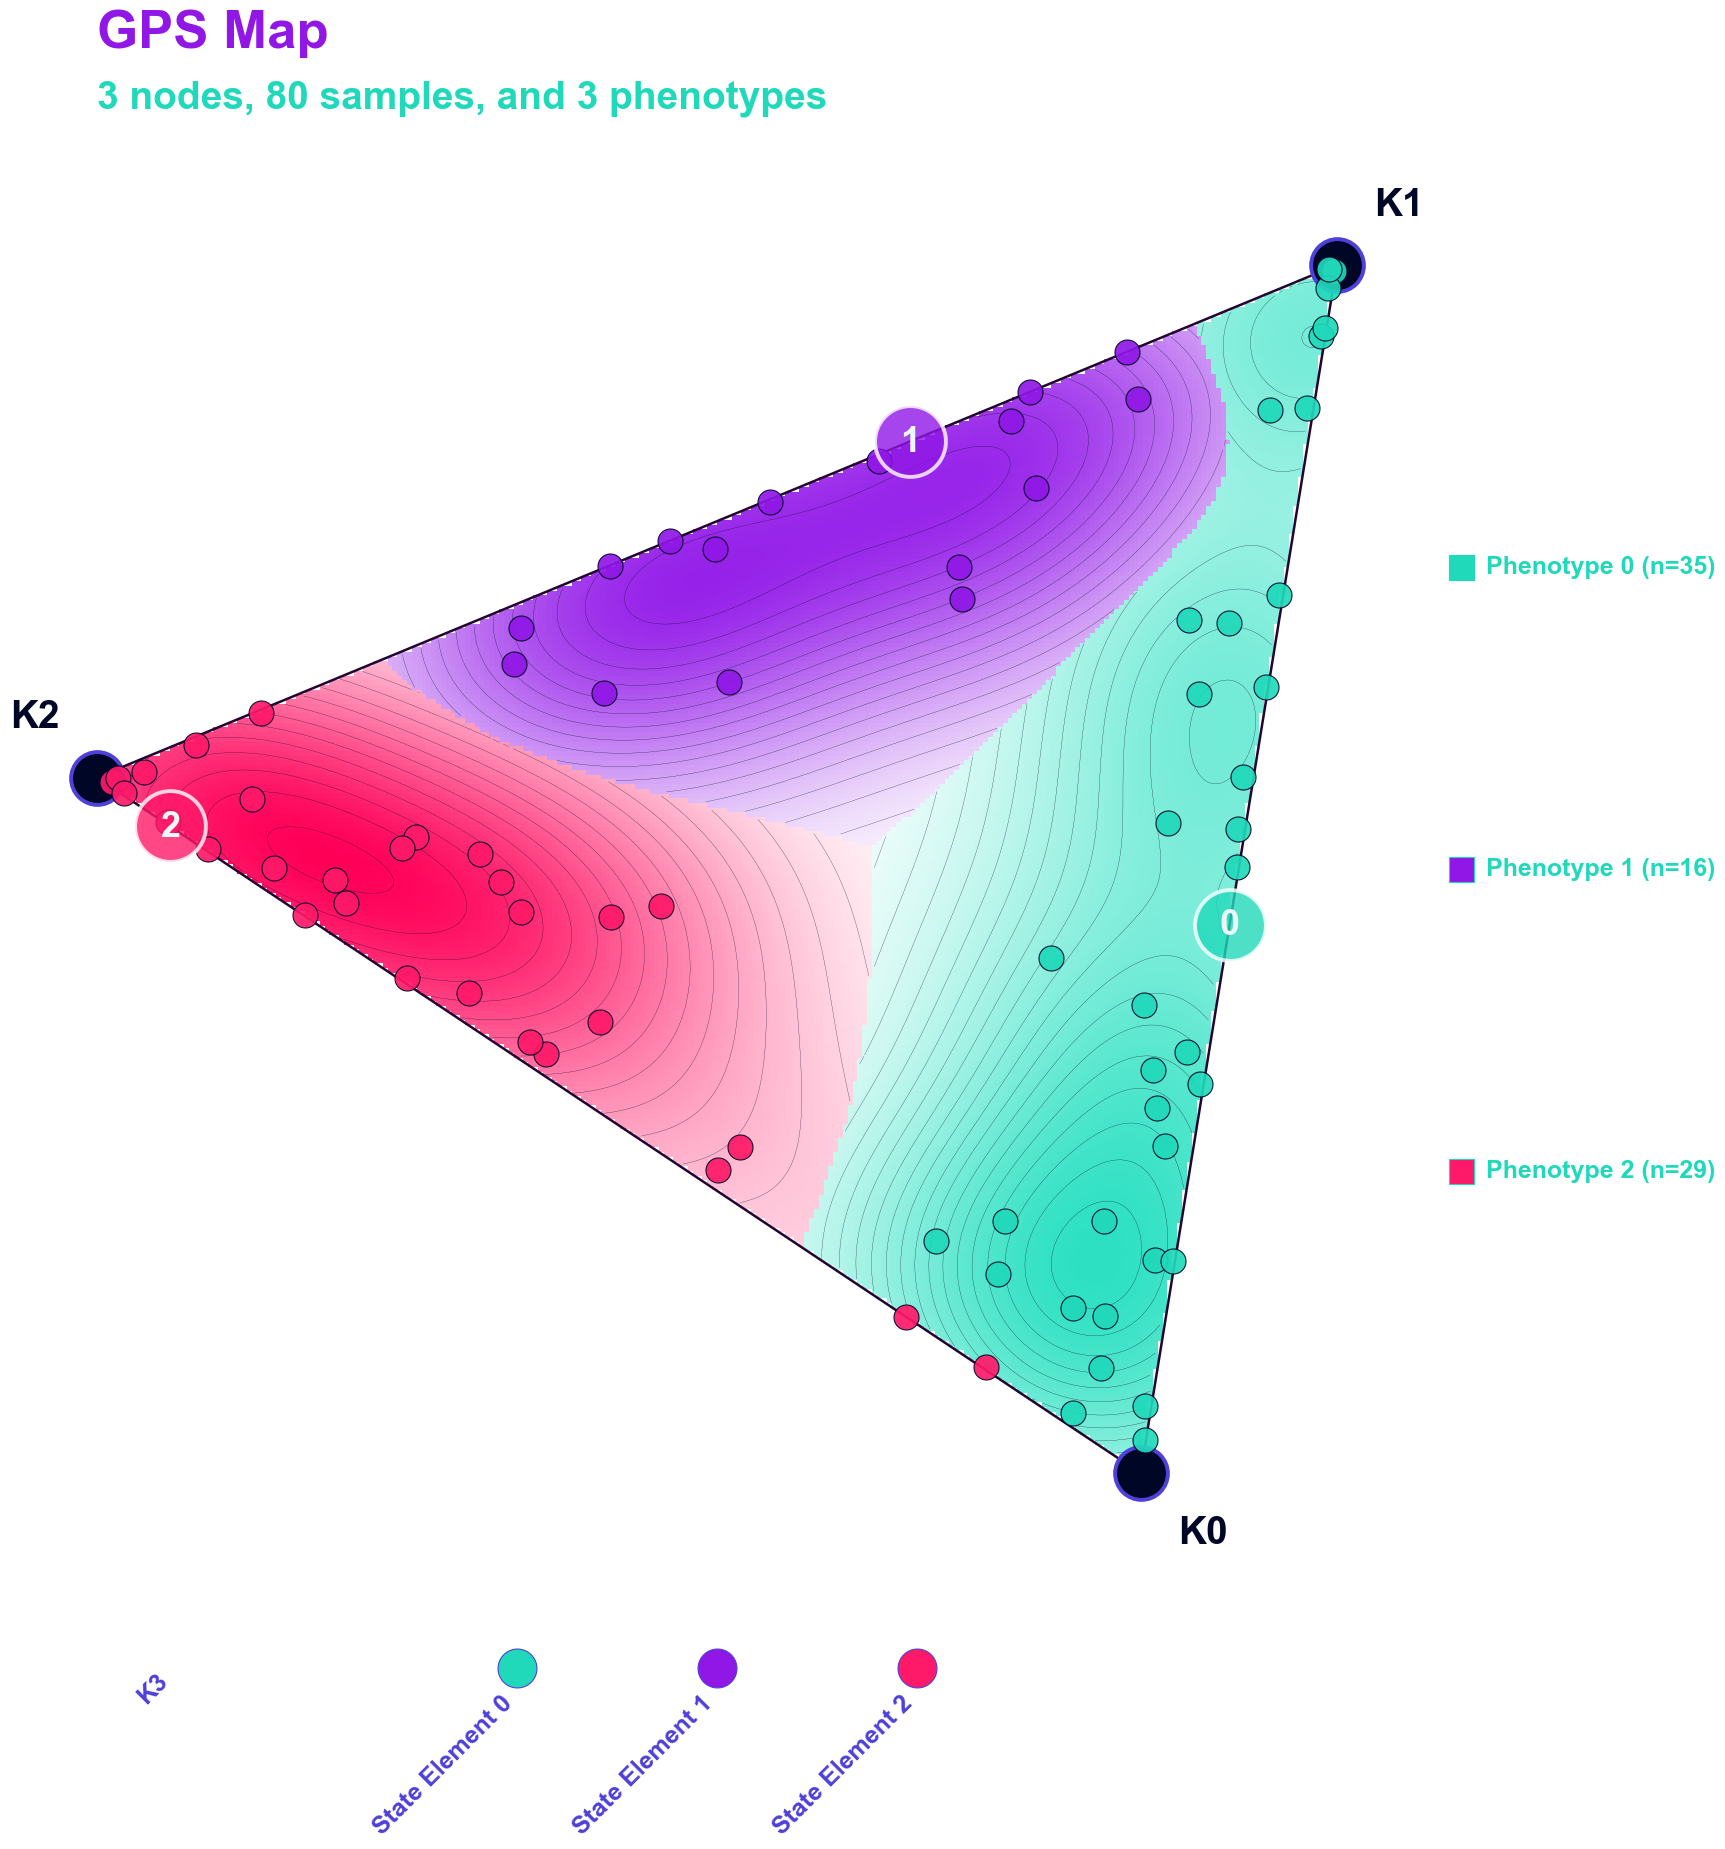 GPS Map
3 nodes, 80 samples, and 3 phenotypes
K1
1
Phenotype 0 (n=35)
K2
2
Phenotype 1 (n=16)
0
Phenotype 2 (n=29)
K0
K3
State Element 0
State Element 1
State Element 2